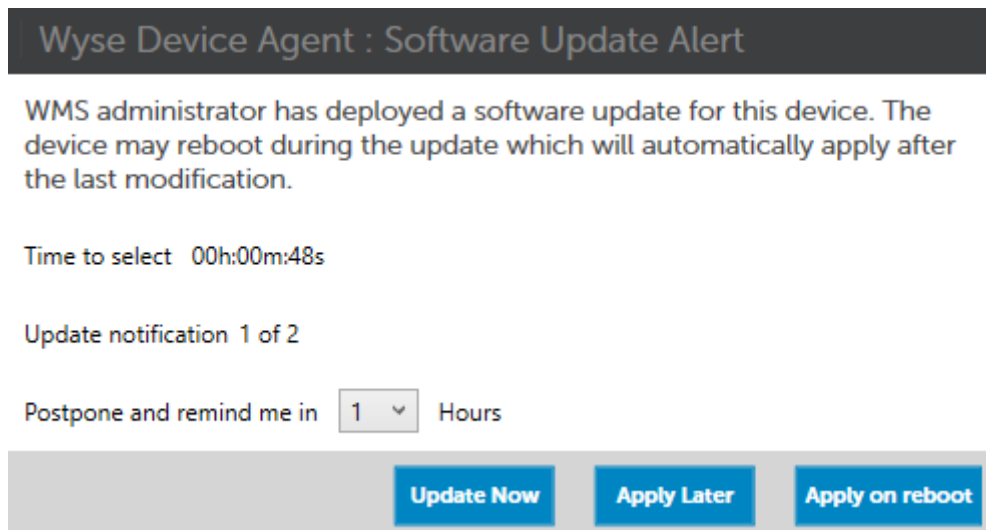 Wyse Device Agent : Software Update Alert
WMS administrator has deployed a software update for this device. The
device may reboot during the update which will automatically apply after
the last modification.
Time to select 00h:00m:48s
Update notification 1 of 2
Postpone and remind me in 1 Hours
Update Now Apply Later Apply on reboot